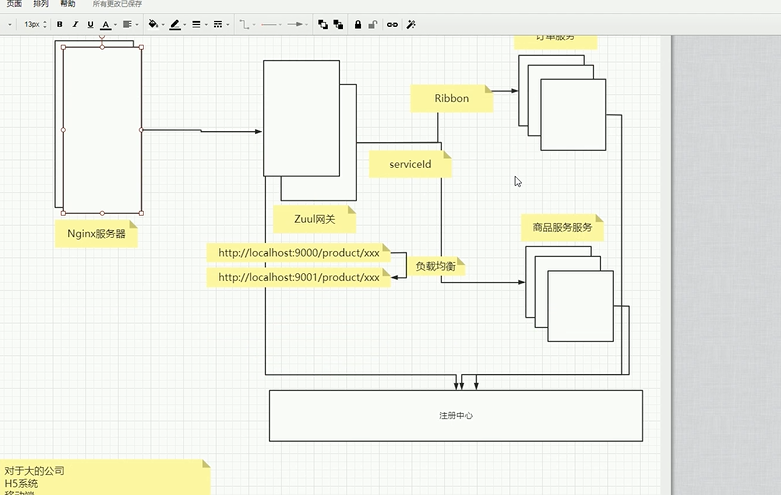 页面 排列 帮助 所有更改已保存
13px B I U A
订单服务
Ribbon
serviceId
Zuul网关
Nginx服务器
商品服务服务
http://localhost:9000/product/xxx
负载均衡
http://localhost:9001/product/xxx
注册中心
对于大的公司
H5系统
移动端